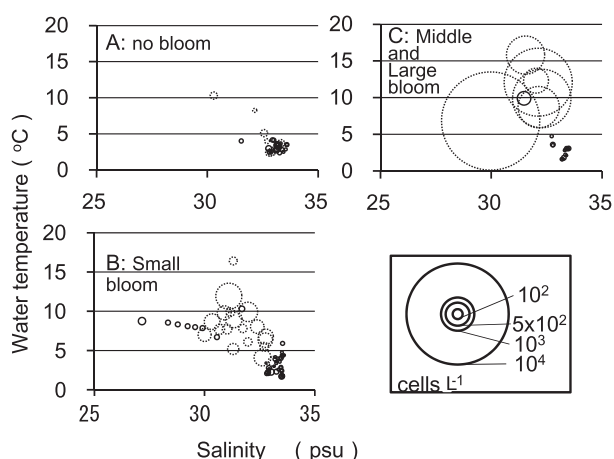 A: no bloom
20
15
10
5
0
25
30
35
C: Middle
and
Large
bloom
20
15
10
5
0
25
30
35
B: Small
bloom
20
15
10
5
0
25
30
35
Water temperature ( ºC )
Salinity ( psu )
10²
5x10²
10³
10⁴
cells L⁻¹